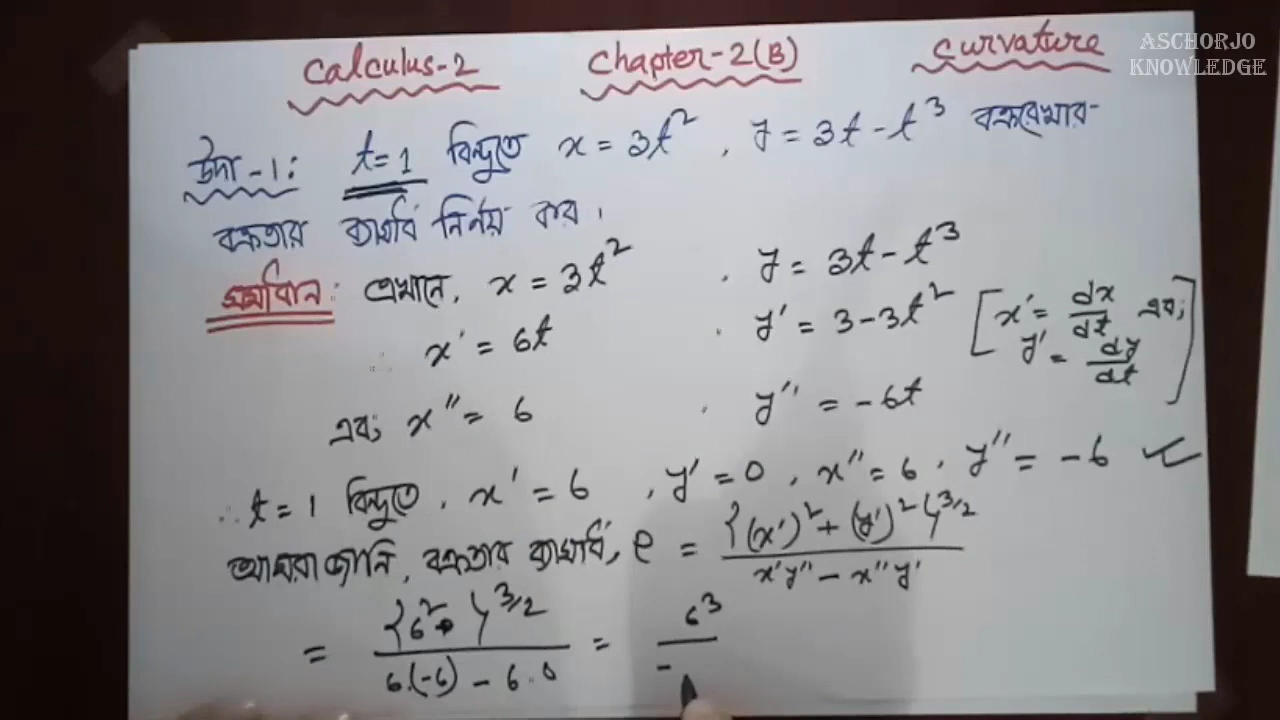 Calculus-2 Chapter-2(B) Curvature
ASCHORJO
KNOWLEDGE
উদা-1: t=1 বিন্দুতে x = 3t², y = 3t - t³ বক্ররেখার
বক্রতার ব্যাসার্ধ নির্নয় কর।
সমাধান: এখানে, x = 3t² , y = 3t - t³
∴ x' = 6t , y' = 3-3t² [x' = dx/dt এবং
y' = dy/dt]
এবং x'' = 6 , y'' = -6t
∴ t = 1 বিন্দুতে, x' = 6 , y' = 0 , x'' = 6 , y'' = -6
আমরা জানি, বক্রতার ব্যাসার্ধ, ρ = {(x')² + (y')²}^3/2 / x'y'' - x''y'
= {6²+0}^3/2 / 6.(-6) - 6.0 = 6³ / -